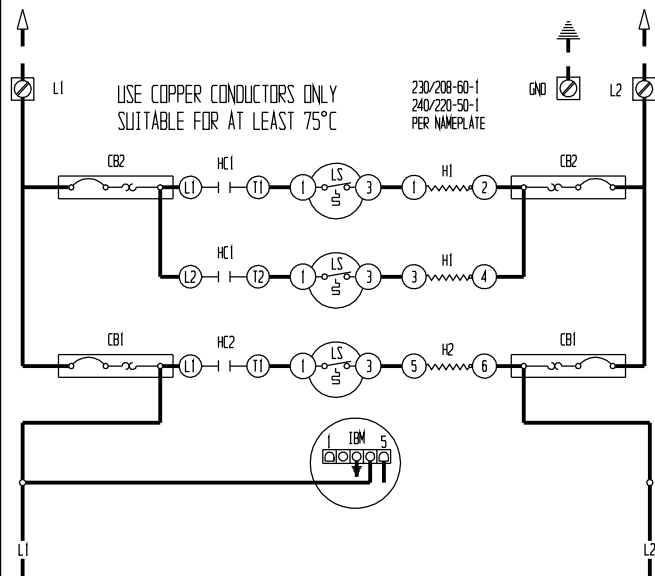 L1
USE COPPER CONDUCTORS ONLY
SUITABLE FOR AT LEAST 75°C
230/208-60-1
240/220-50-1
PER NAMEPLATE
GND
L2
CB2
HC1
LS
H1
CB2
L1
T1
1
3
1
2
HC1
LS
H1
L2
T2
1
3
3
4
CB1
HC2
LS
H2
CB1
L1
T1
1
3
5
6
1 IBM 5
L1
L2